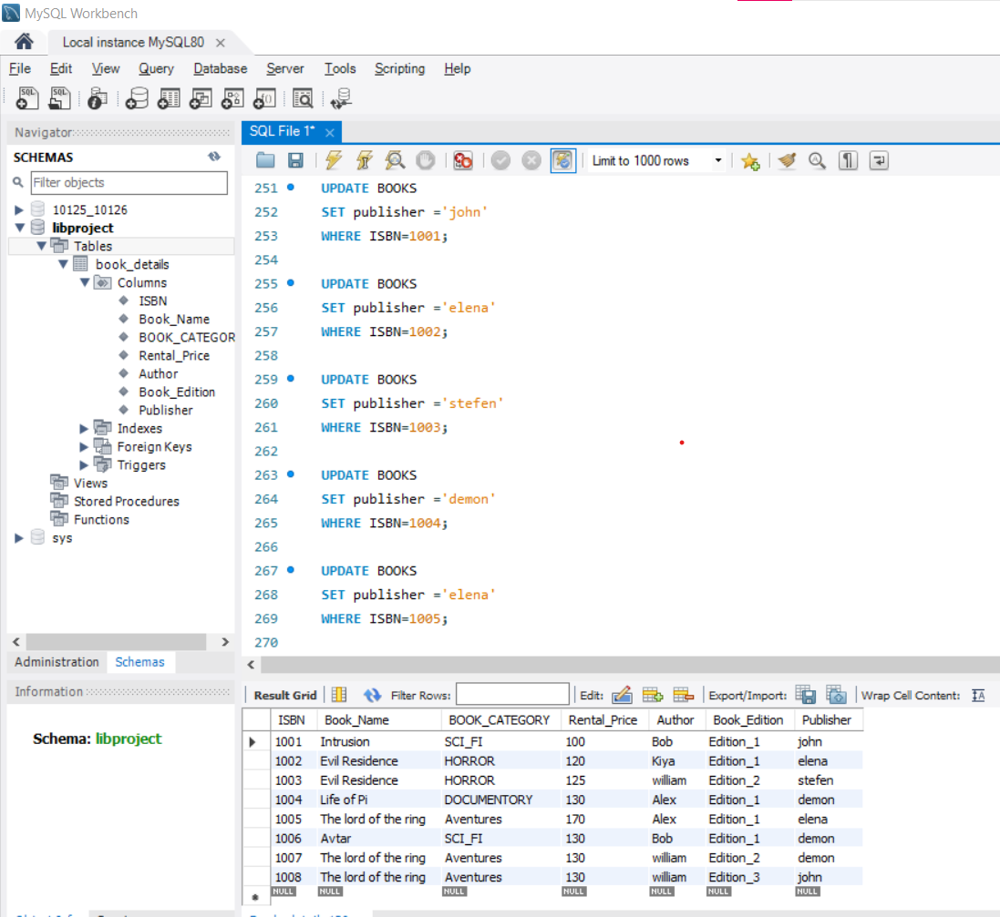 MySQL Workbench
Local instance MySQL80
File Edit View Query Database Server Tools Scripting Help
Navigator
SCHEMAS
Filter objects
10125_10126
libproject
Tables
book_details
Columns
ISBN
Book_Name
BOOK_CATEGOR
Rental_Price
Author
Book_Edition
Publisher
Indexes
Foreign Keys
Triggers
Views
Stored Procedures
Functions
sys
Administration Schemas
Information
Schema: libproject
SQL File 1*
Limit to 1000 rows
251 UPDATE BOOKS
252 SET publisher ='john'
253 WHERE ISBN=1001;
254
255 UPDATE BOOKS
256 SET publisher ='elena'
257 WHERE ISBN=1002;
258
259 UPDATE BOOKS
260 SET publisher ='stefen'
261 WHERE ISBN=1003;
262
263 UPDATE BOOKS
264 SET publisher ='demon'
265 WHERE ISBN=1004;
266
267 UPDATE BOOKS
268 SET publisher ='elena'
269 WHERE ISBN=1005;
270
Result Grid Filter Rows: Edit: Export/Import: Wrap Cell Content:
ISBN Book_Name BOOK_CATEGORY Rental_Price Author Book_Edition Publisher
1001 Intrusion SCI_FI 100 Bob Edition_1 john
1002 Evil Residence HORROR 120 Kiya Edition_1 elena
1003 Evil Residence HORROR 125 william Edition_2 stefen
1004 Life of Pi DOCUMENTORY 130 Alex Edition_1 demon
1005 The lord of the ring Aventures 170 Alex Edition_1 elena
1006 Avtar SCI_FI 130 Bob Edition_1 demon
1007 The lord of the ring Aventures 130 william Edition_2 demon
1008 The lord of the ring Aventures 130 william Edition_3 john
NULL NULL NULL NULL NULL NULL NULL